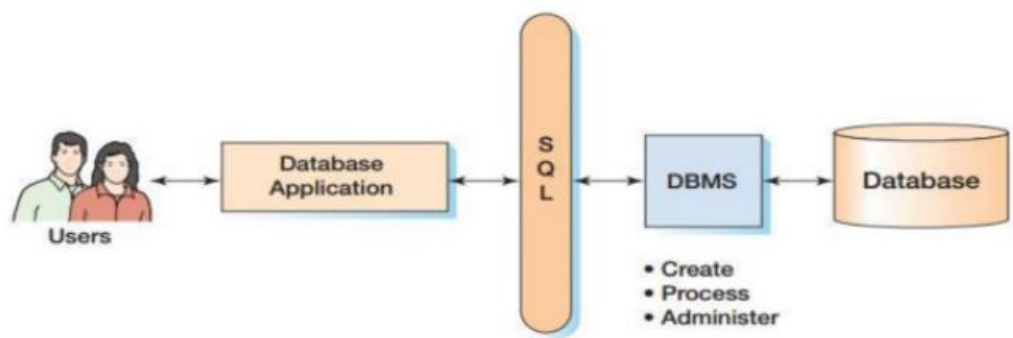 Users
Database
Application
S
Q
L
DBMS
• Create
• Process
• Administer
Database